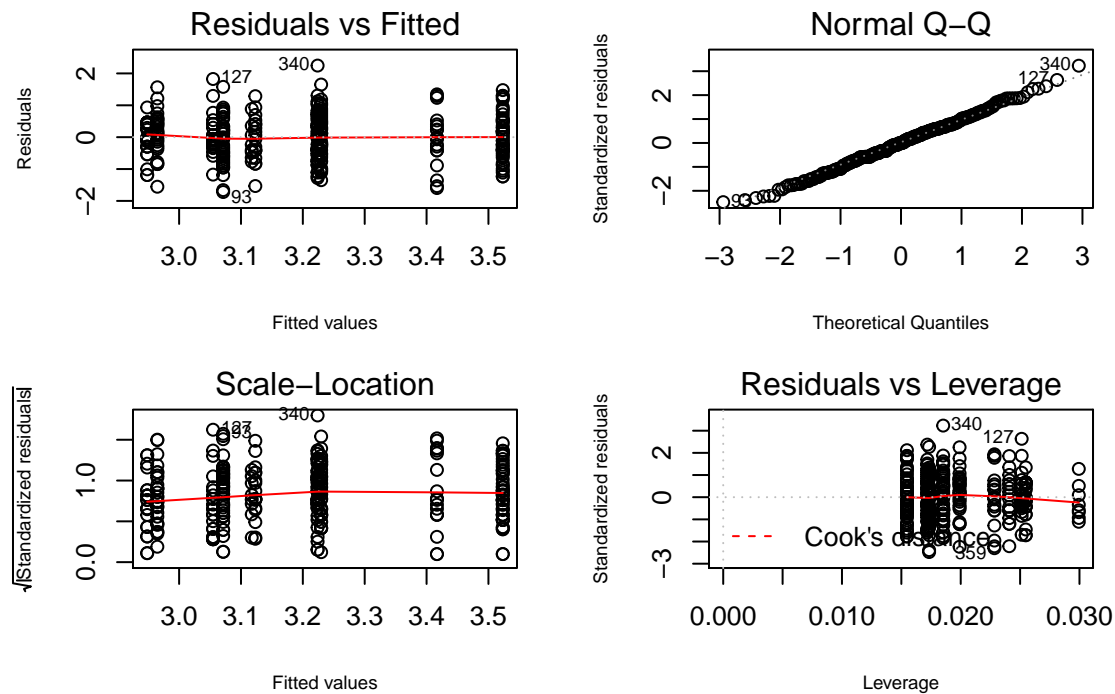 Residuals vs Fitted
Residuals
2
0
−2
127
340
93
3.0 3.1 3.2 3.3 3.4 3.5
Fitted values
Normal Q−Q
Standardized residuals
2
0
−2
340
127
93
−3 −2 −1 0 1 2 3
Theoretical Quantiles
Scale−Location
√|Standardized residuals|
1.0
0.0
127
93
340
3.0 3.1 3.2 3.3 3.4 3.5
Fitted values
Residuals vs Leverage
Standardized residuals
2
0
−3
340
127
Cook's distance
359
0.000 0.010 0.020 0.030
Leverage